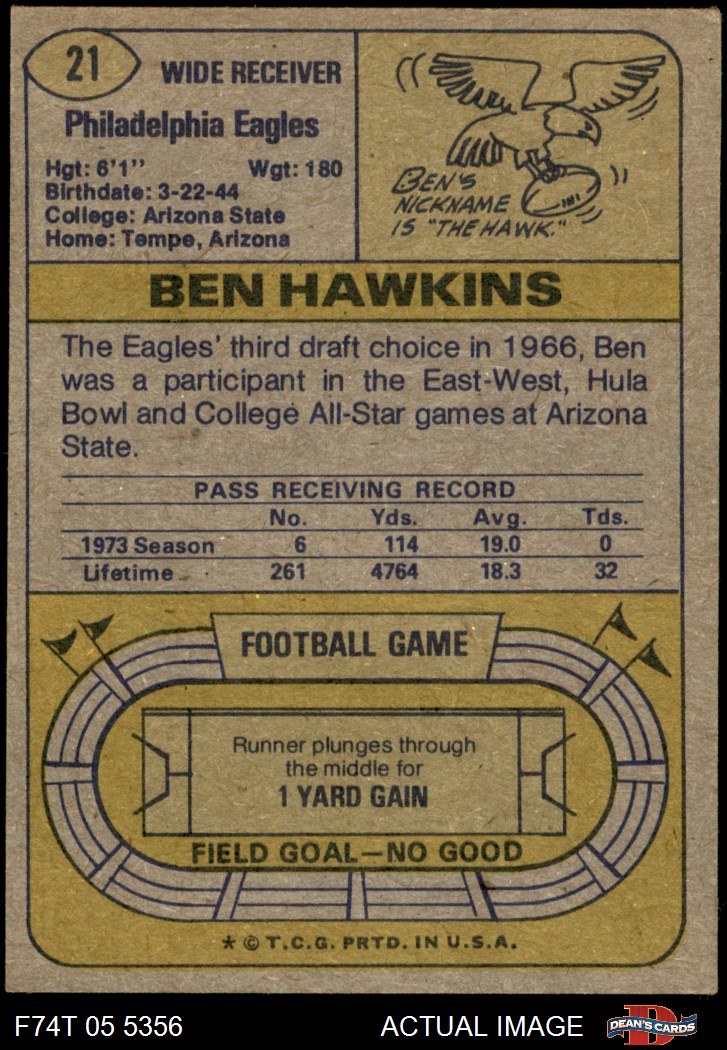 21
WIDE RECEIVER
Philadelphia Eagles
Hgt: 6'1" Wgt: 180
Birthdate: 3-22-44
College: Arizona State
Home: Tempe, Arizona
BEN'S
NICKNAME
IS "THE HAWK."
BEN HAWKINS
The Eagles' third draft choice in 1966, Ben
was a participant in the East-West, Hula
Bowl and College All-Star games at Arizona
State.
PASS RECEIVING RECORD
No. Yds. Avg. Tds.
1973 Season 6 114 19.0 0
Lifetime 261 4764 18.3 32
FOOTBALL GAME
Runner plunges through
the middle for
1 YARD GAIN
FIELD GOAL—NO GOOD
* © T.C.G. PRTD. IN U.S.A.
F74T 05 5356 ACTUAL IMAGE D DEAN'S CARDS